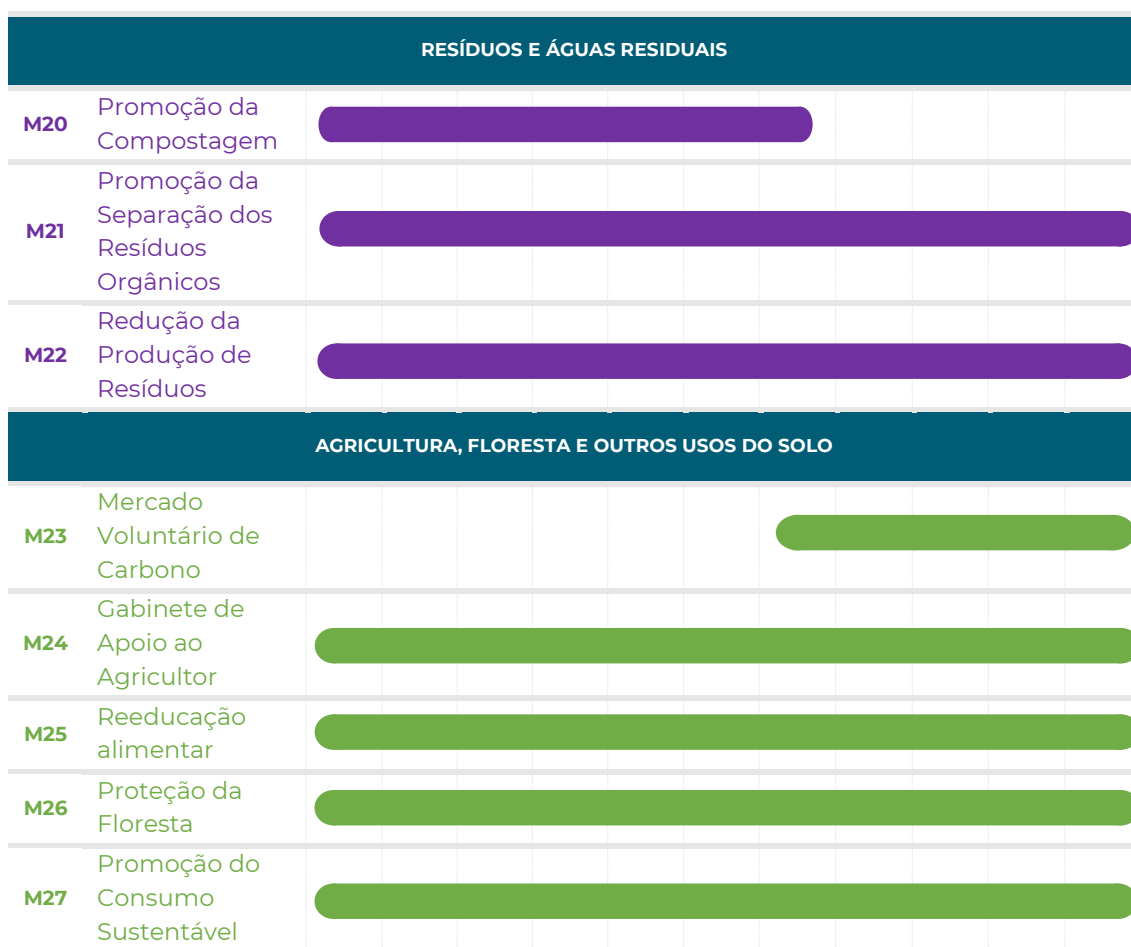 RESÍDUOS E ÁGUAS RESIDUAIS
M20
Promoção da
Compostagem
M21
Promoção da
Separação dos
Resíduos
Orgânicos
M22
Redução da
Produção de
Resíduos
AGRICULTURA, FLORESTA E OUTROS USOS DO SOLO
M23
Mercado
Voluntário de
Carbono
M24
Gabinete de
Apoio ao
Agricultor
M25
Reeducação
alimentar
M26
Proteção da
Floresta
M27
Promoção do
Consumo
Sustentável